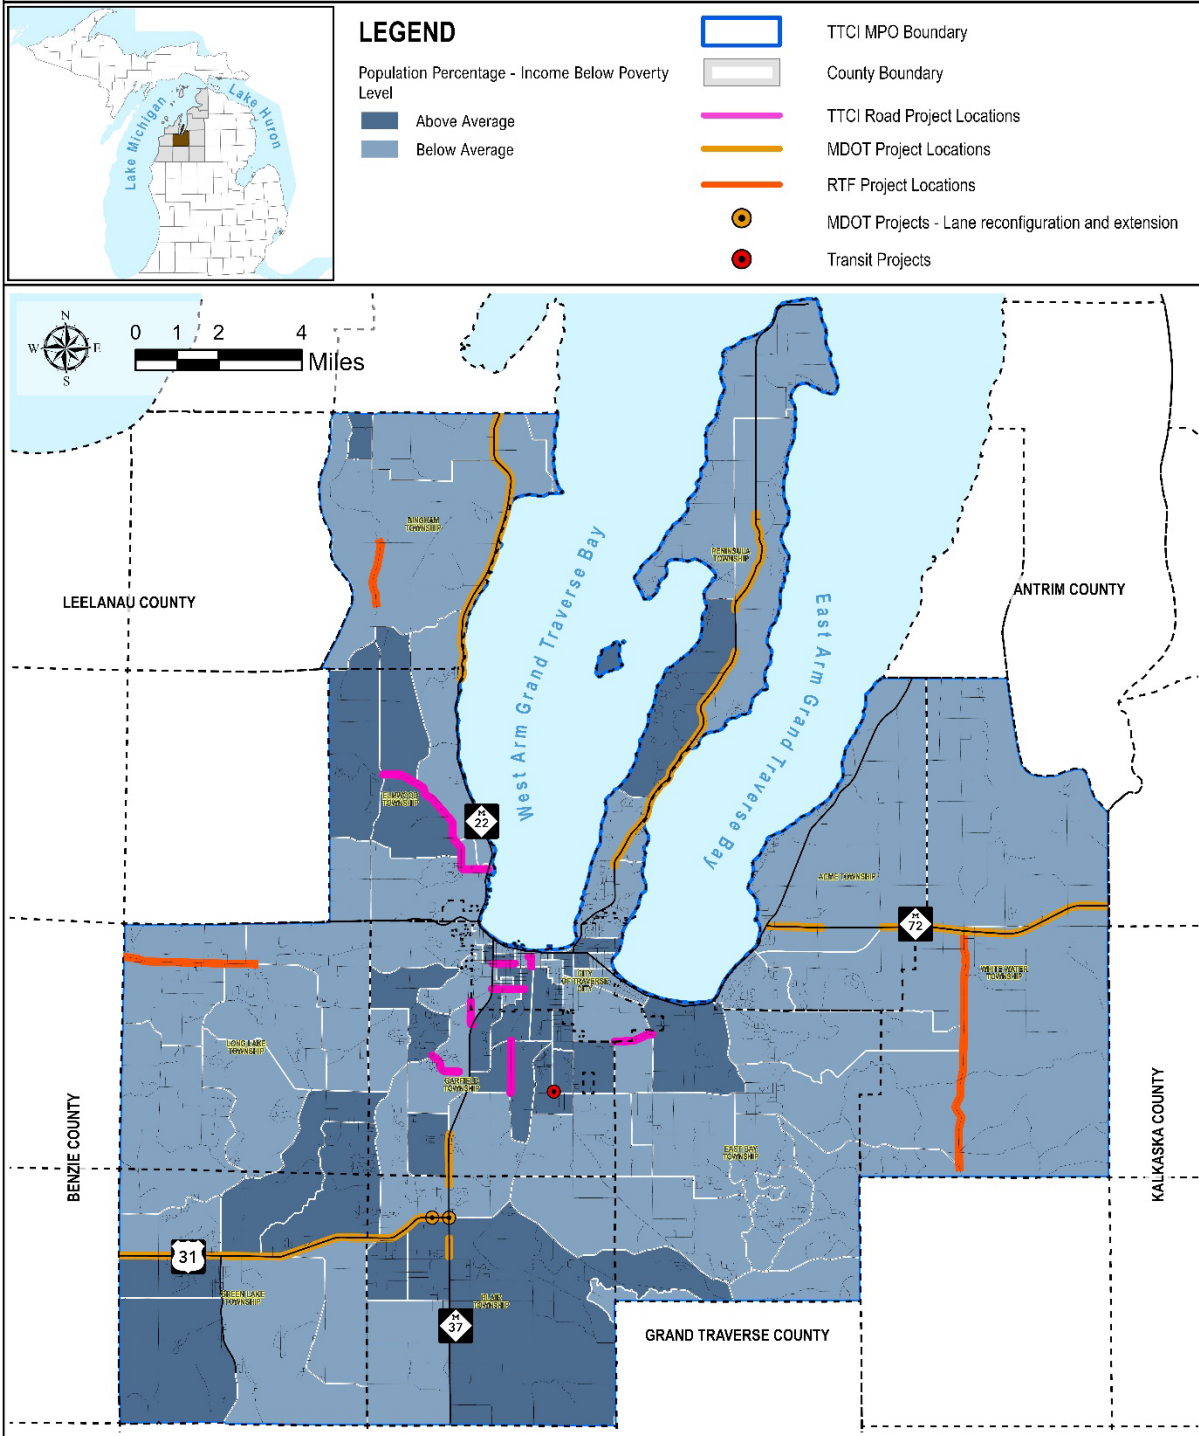 Lake Michigan
Lake Huron
LEGEND
Population Percentage - Income Below Poverty
Level
Above Average
Below Average
TTCI MPO Boundary
County Boundary
TTCI Road Project Locations
MDOT Project Locations
RTF Project Locations
MDOT Projects - Lane reconfiguration and extension
Transit Projects
N
W E
S
0 1 2 4
Miles
BINGHAM
TOWNSHIP
PENINSULA
TOWNSHIP
LEELANAU COUNTY
ANTRIM COUNTY
West Arm Grand Traverse Bay
East Arm Grand Traverse Bay
ELMWOOD
TOWNSHIP
M
22
ACME TOWNSHIP
M
72
WHITEWATER
TOWNSHIP
CITY
OF TRAVERSE
CITY
LONG LAKE
TOWNSHIP
GARFIELD
TOWNSHIP
EAST BAY
TOWNSHIP
BENZIE COUNTY
KALKASKA COUNTY
31
GREEN LAKE
TOWNSHIP
BLAIR
TOWNSHIP
M
37
GRAND TRAVERSE COUNTY